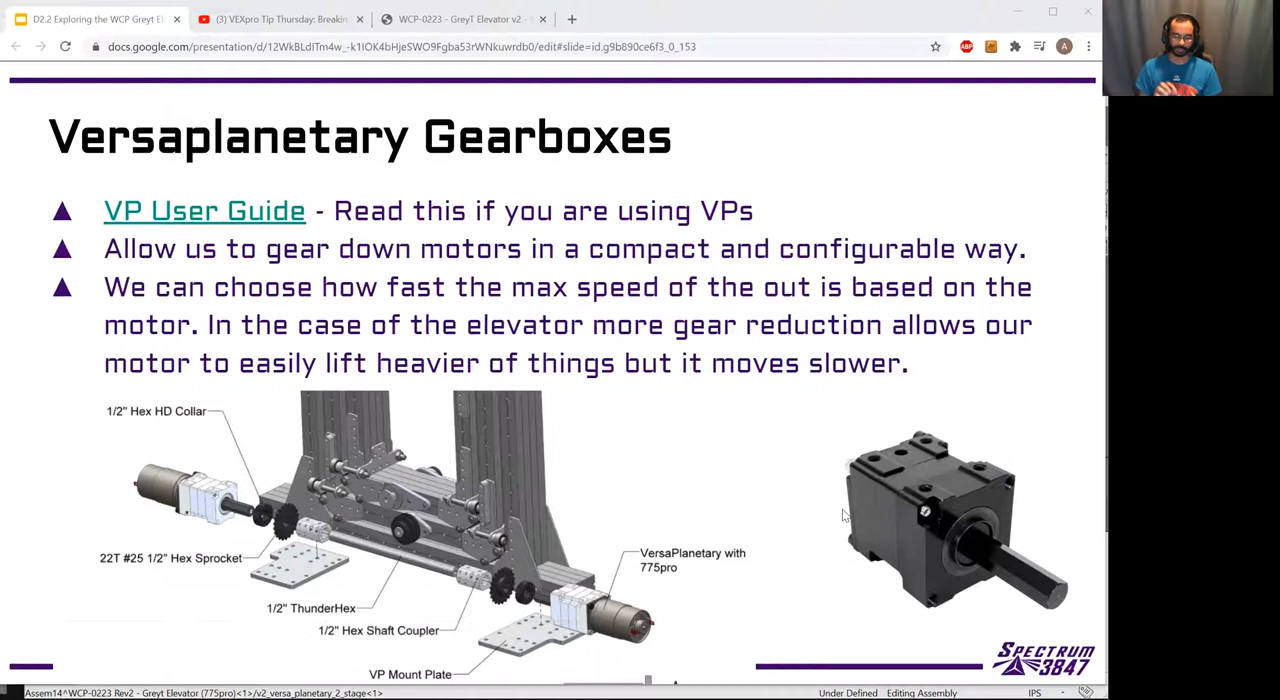 D2.2 Exploring the WCP Greyt El
(3) VEXpro Tip Thursday: Breakin
WCP-0223 - GreyT Elevator v2 -
docs.google.com/presentation/d/12WkBLdlTm4w_-k1IOK4bHjeSWO9Fgba53rWNkuwrdb0/edit#slide=id.g9b890ce6f3_0_153
ABP
A
Versaplanetary Gearboxes
VP User Guide - Read this if you are using VPs
Allow us to gear down motors in a compact and configurable way.
We can choose how fast the max speed of the out is based on the
motor. In the case of the elevator more gear reduction allows our
motor to easily lift heavier of things but it moves slower.
1/2" Hex HD Collar
22T #25 1/2" Hex Sprocket
1/2" ThunderHex
1/2" Hex Shaft Coupler
VP Mount Plate
VersaPlanetary with
775pro
SPECTRUM
3847
Assem14^WCP-0223 Rev2 - Greyt Elevator (775pro)<1>/v2_versa_planetary_2_stage<1>
Under Defined
Editing Assembly
IPS